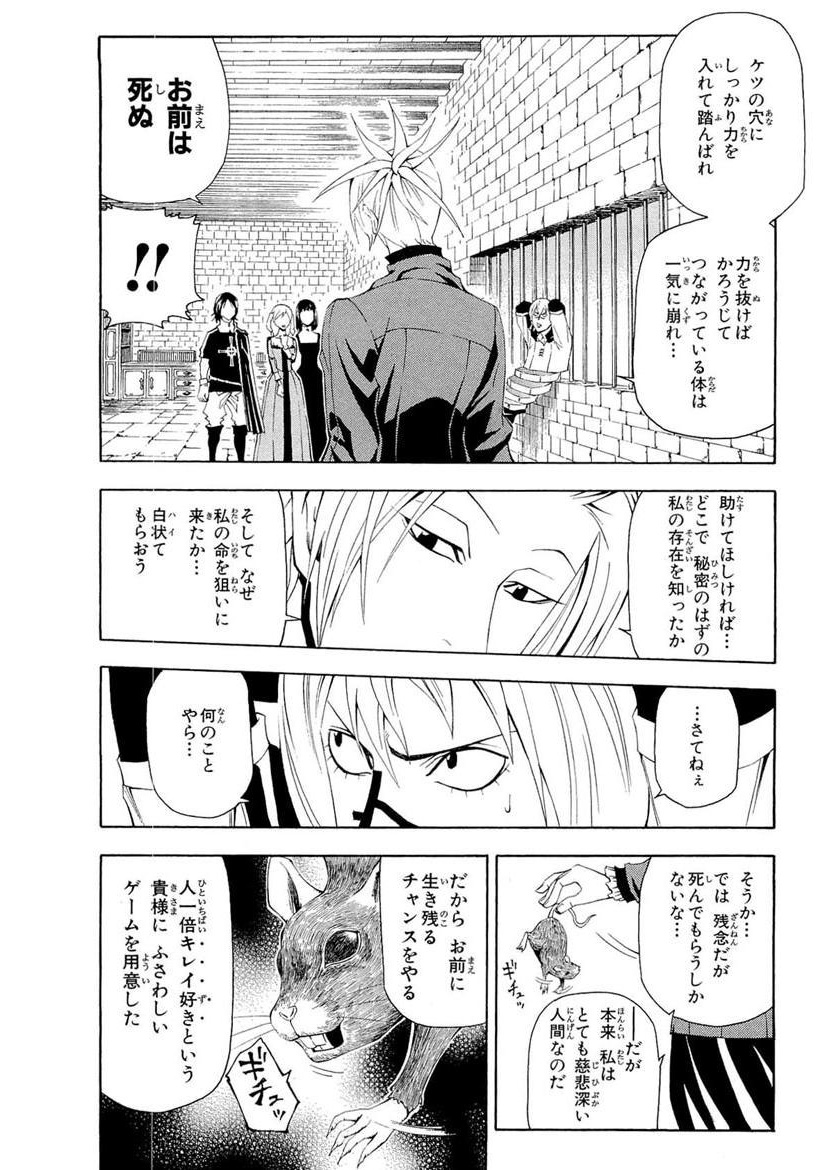 ケツの穴に
しっかり力を
入れて踏んばれ
力を抜けば
かろうじて
つながっている体は
一気に崩れ…
お前は
死ぬ
!!
助けてほしければ…
どこで 秘密のはずの
私の存在を知ったか
そして なぜ
私の命を狙いに
来たか…
白状て
もらおう
…さてねぇ
何のこと
やら…
そうか…
では 残念だが
死んでもらうしか
ないな…
ギチュッ
―だが
本来 私は
とても慈悲深い
人間なのだ
だから お前に
生き残る
チャンスをやる
ギチュッ
人一倍キレイ好きという
貴様に ふさわしい
ゲームを用意した